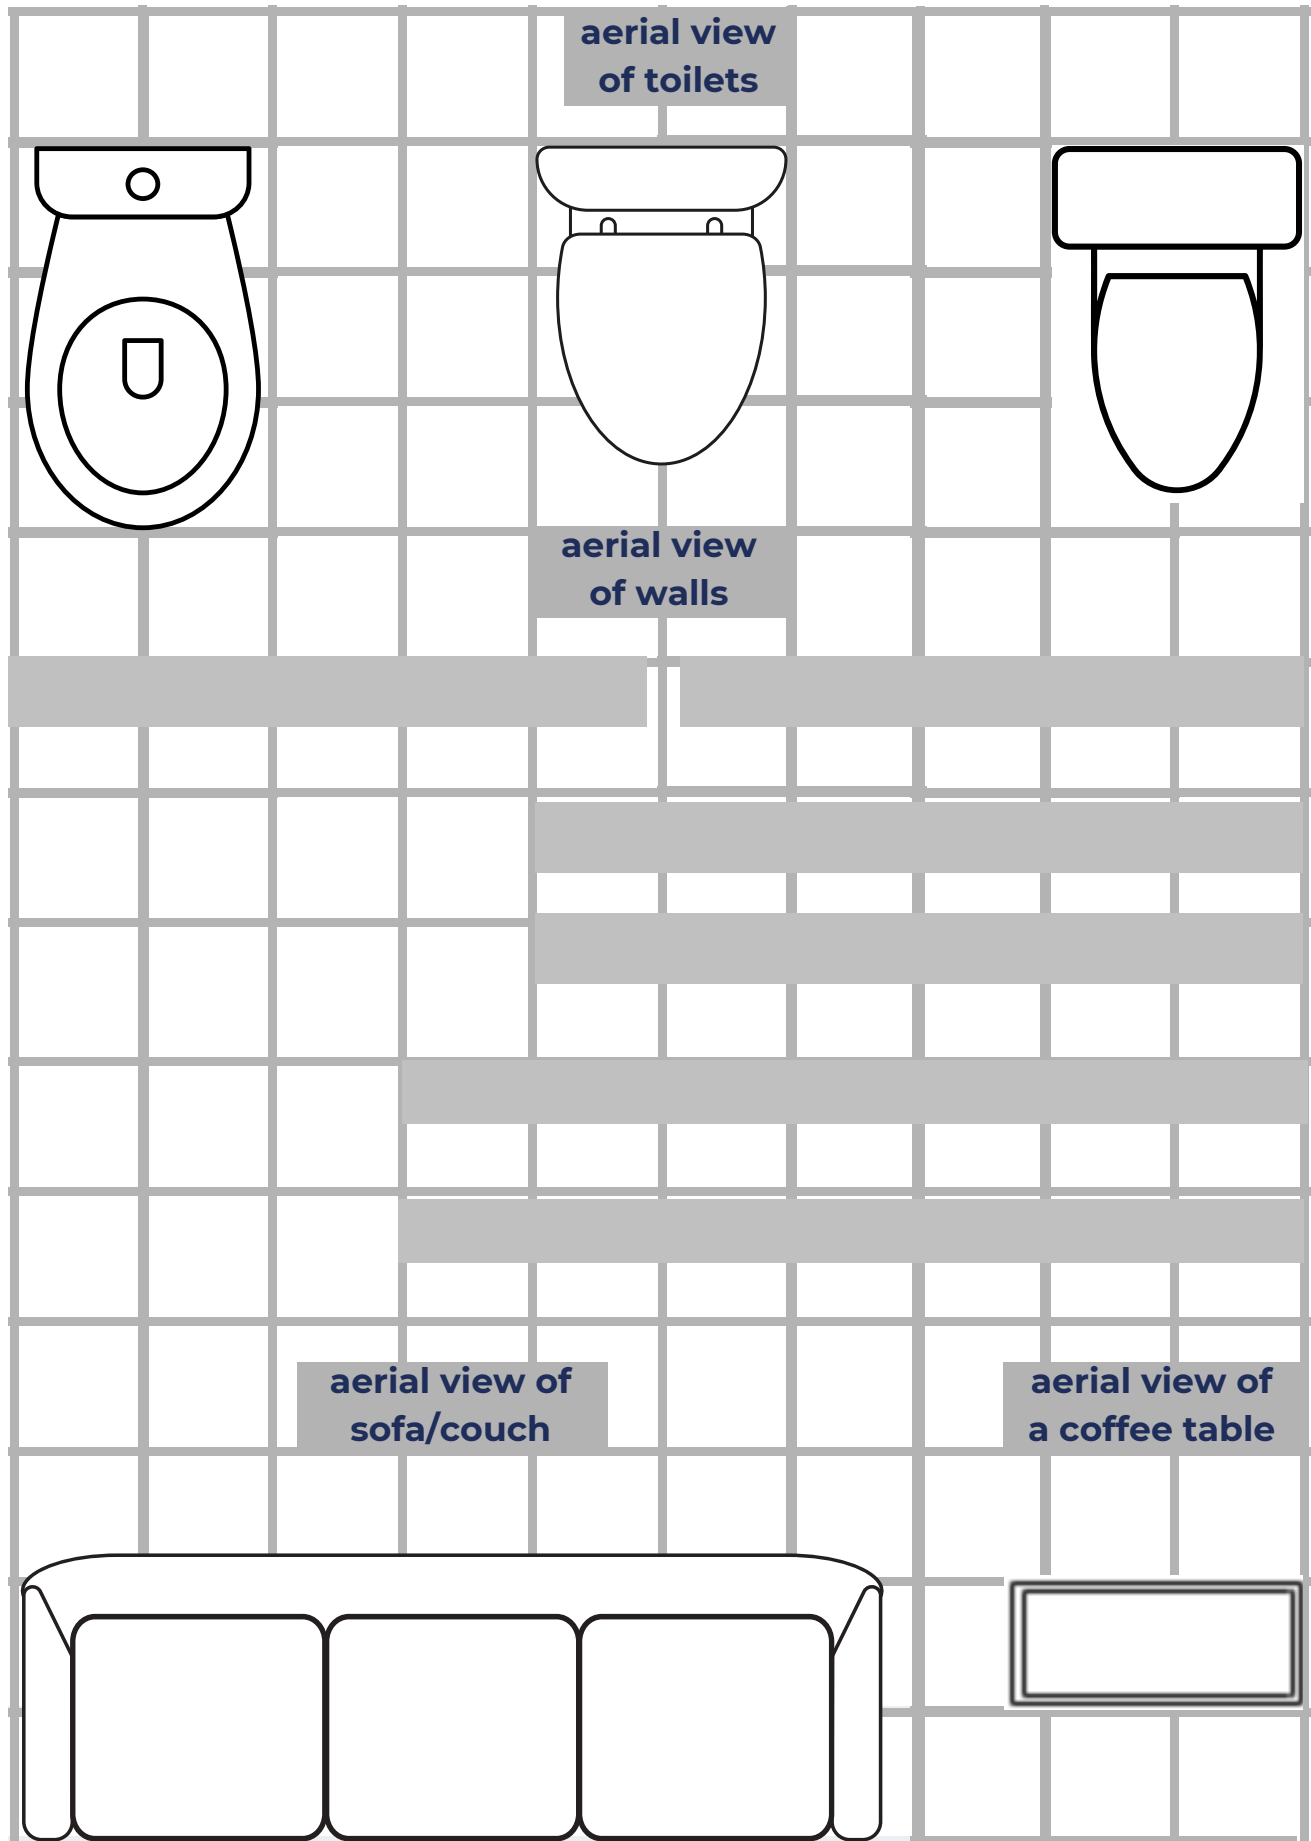 aerial view
of toilets
aerial view
of walls
aerial view of
sofa/couch
aerial view of
a coffee table